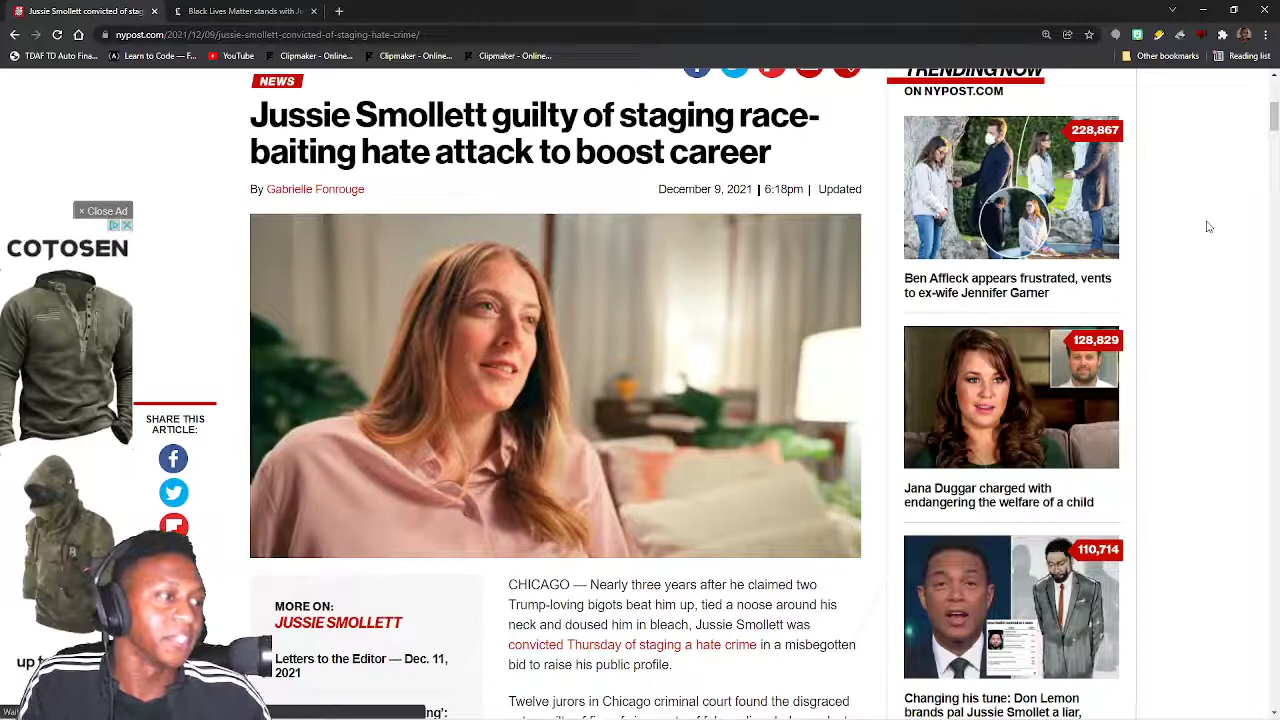 Jussie Smollett convicted of stag
Black Lives Matter stands with Ju
nypost.com/2021/12/09/jussie-smollett-convicted-of-staging-hate-crime/
TDAF TD Auto Fina...
Learn to Code — F...
YouTube
Clipmaker - Online...
Clipmaker - Online...
Clipmaker - Online...
Other bookmarks
Reading list
NEWS
Jussie Smollett guilty of staging race-
baiting hate attack to boost career
By Gabrielle Fonrouge
December 9, 2021 | 6:18pm | Updated
× Close Ad
COTOSEN
SHARE THIS
ARTICLE:
up
MORE ON:
JUSSIE SMOLLETT
Letters to the Editor — Dec. 11,
2021
ng':
CHICAGO — Nearly three years after he claimed two
Trump-loving bigots beat him up, tied a noose around his
neck and doused him in bleach, Jussie Smollett was
convicted Thursday of staging a hate crime in a misbegotten
bid to raise his public profile.
Twelve jurors in Chicago criminal court found the disgraced
TRENDING NOW
ON NYPOST.COM
228,867
Ben Affleck appears frustrated, vents
to ex-wife Jennifer Garner
128,829
Jana Duggar charged with
endangering the welfare of a child
110,714
Changing his tune: Don Lemon
brands pal Jussie Smollet a liar,